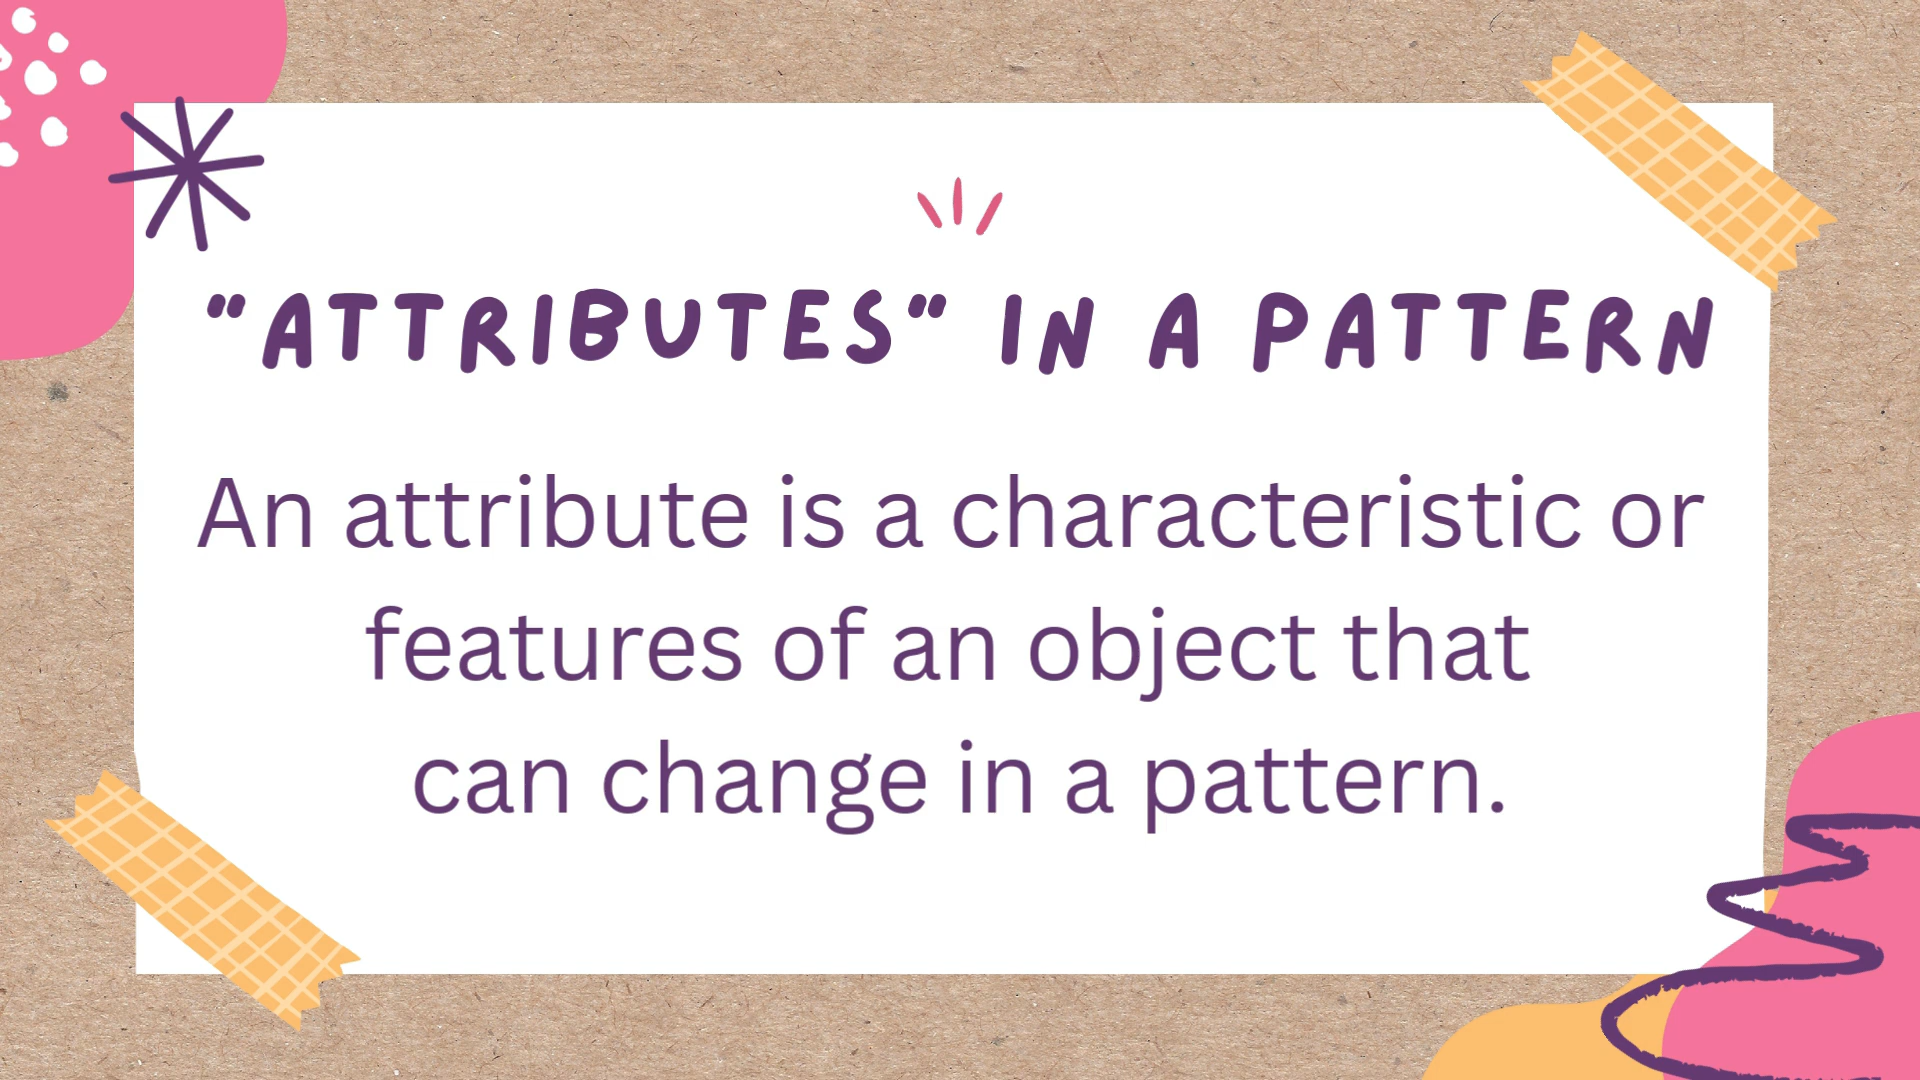 "ATTRIBUTES" IN A PATTERN
An attribute is a characteristic or
features of an object that
can change in a pattern.